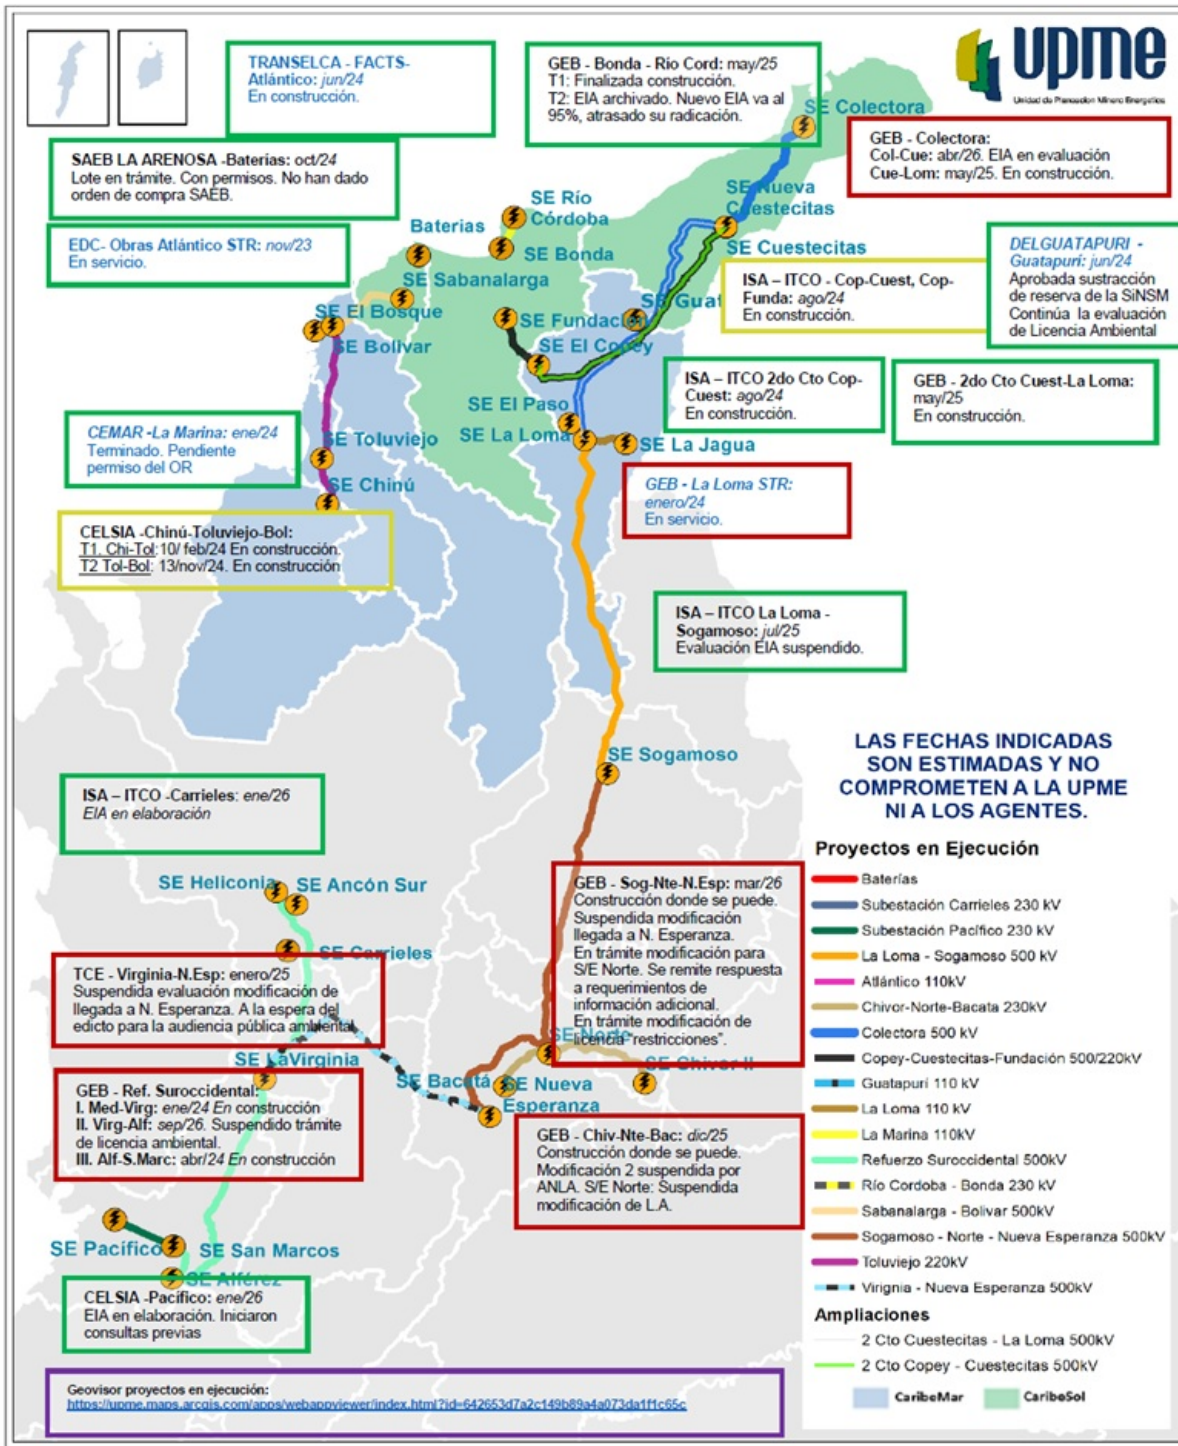 upme
Unidad de Planeación Minero Energética
TRANSELCA - FACTS-
Atlántico: jun/24
En construcción.
GEB - Bonda - Río Cord: may/25
T1: Finalizada construcción.
T2: EIA archivado. Nuevo EIA va al
95%, atrasado su radicación.
SE Colectora
GEB - Colectora:
Col-Cue: abr/26. EIA en evaluación
Cue-Lom: may/25. En construcción.
SAEB LA ARENOSA -Baterias: oct/24
Lote en trámite. Con permisos. No han dado
orden de compra SAEB.
SE Río
Córdoba
SE Nueva
Cuestecitas
Baterias
EDC- Obras Atlántico STR: nov/23
En servicio.
SE Bonda
SE Cuestecitas
DELGUATAPURI -
Guatapuri: jun/24
Aprobada sustracción
de reserva de la SiNSM
Continúa la evaluación
de Licencia Ambiental
SE Sabanalarga
ISA – ITCO - Cop-Cuest, Cop-
Funda: ago/24
En construcción.
SE Guat
SE El Bosque
SE Fundación
SE Bolivar
SE El Copey
ISA – ITCO 2do Cto Cop-
Cuest: ago/24
En construcción.
GEB - 2do Cto Cuest-La Loma:
may/25
En construcción.
SE El Paso
SE La Loma
SE La Jagua
CEMAR -La Marina: ene/24
Terminado. Pendiente
permiso del OR
SE Toluviejo
SE Chinú
GEB - La Loma STR:
enero/24
En servicio.
CELSIA -Chinú-Toluviejo-Bol:
T1. Chi-Tol:10/ feb/24 En construcción.
T2 Tol-Bol: 13/nov/24. En construcción
ISA – ITCO La Loma -
Sogamoso: jul/25
Evaluación EIA suspendido.
SE Sogamoso
LAS FECHAS INDICADAS
SON ESTIMADAS Y NO
COMPROMETEN A LA UPME
NI A LOS AGENTES.
ISA – ITCO -Carrieles: ene/26
EIA en elaboración
SE Heliconia
SE Ancón Sur
SE Carrieles
GEB - Sog-Nte-N.Esp: mar/26
Construcción donde se puede.
Suspendida modificación
llegada a N. Esperanza.
En trámite modificación para
S/E Norte. Se remite respuesta
a requerimientos de
información adicional.
En trámite modificación de
licencia "restricciones".
TCE - Virginia-N.Esp: enero/25
Suspendida evaluación modificación de
llegada a N. Esperanza. A la espera del
edicto para la audiencia pública ambiental
SE Norte
SE Chivor II
SE LaVirginia
SE Bacatá
SE Nueva
Esperanza
GEB - Ref. Suroccidental:
I. Med-Virg: ene/24 En construcción
II. Virg-Alf: sep/26. Suspendido trámite
de licencia ambiental.
III. Alf-S.Marc: abr/24 En construcción
GEB - Chiv-Nte-Bac: dic/25
Construcción donde se puede.
Modificación 2 suspendida por
ANLA. S/E Norte: Suspendida
modificación de L.A.
SE Pacífico
SE San Marcos
SE Alférez
CELSIA -Pacífico: ene/26
EIA en elaboración. Iniciaron
consultas previas
Geovisor proyectos en ejecución:
https://upme.maps.arcgis.com/apps/webappviewer/index.html?id=642653d7a2c149b89a4a073da1f1c65c
Proyectos en Ejecución
Baterías
Subestación Carrieles 230 kV
Subestación Pacífico 230 kV
La Loma - Sogamoso 500 kV
Atlántico 110kV
Chivor-Norte-Bacata 230kV
Colectora 500 kV
Copey-Cuestecitas-Fundación 500/220kV
Guatapurí 110 kV
La Loma 110 kV
La Marina 110kV
Refuerzo Suroccidental 500kV
Río Cordoba - Bonda 230 kV
Sabanalarga - Bolivar 500kV
Sogamoso - Norte - Nueva Esperanza 500kV
Toluviejo 220kV
Virignia - Nueva Esperanza 500kV
Ampliaciones
2 Cto Cuestecitas - La Loma 500kV
2 Cto Copey - Cuestecitas 500kV
CaribeMar
CaribeSol